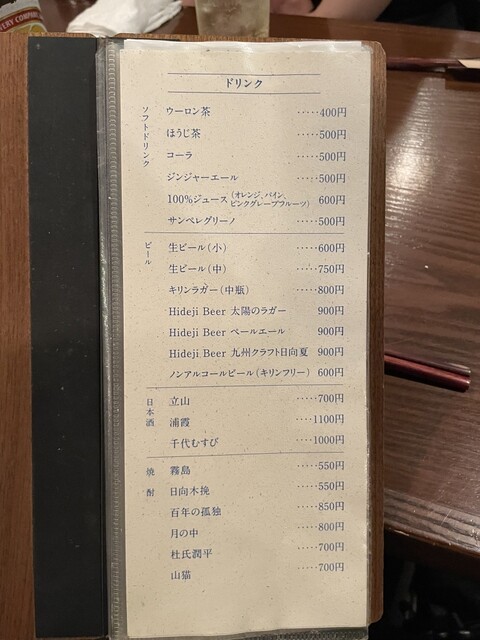 ERY COMPANY
ドリンク
ソフトドリンク
ウーロン茶 ·····400円
ほうじ茶 ·····500円
コーラ ·····500円
ジンジャーエール ·····500円
100%ジュース (オレンジ、パイン、ピンクグレープフルーツ) 600円
サンペレグリーノ ·····500円
ビール
生ビール(小) ·····600円
生ビール(中) ·····750円
キリンラガー(中瓶) ·····800円
Hideji Beer 太陽のラガー 900円
Hideji Beer ペールエール 900円
Hideji Beer 九州クラフト日向夏 900円
ノンアルコールビール(キリンフリー) 600円
日本酒
立山 ·····700円
浦霞 ····1100円
千代むすび ····1000円
焼酎
霧島 ·····550円
日向木挽 ·····550円
百年の孤独 ·····850円
月の中 ·····800円
杜氏潤平 ·····700円
山猫 ·····700円